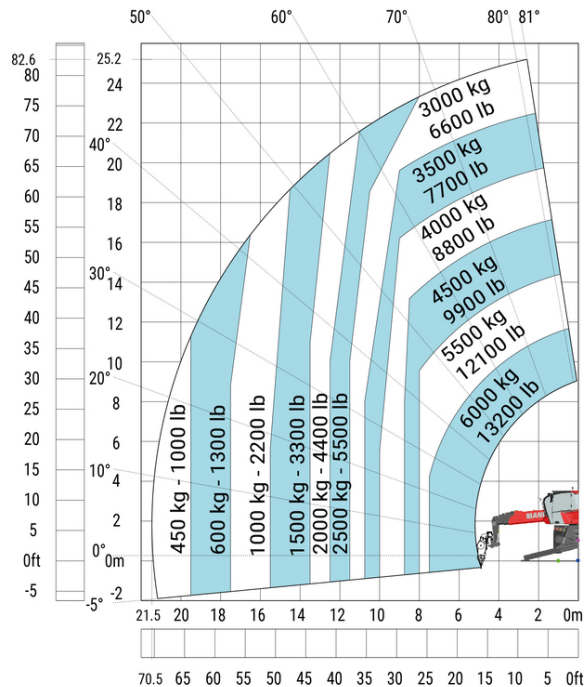 50° 60° 70° 80° 81°
82.6 25.2
80 24
75
22
70
40°
65 20
60 18
55
16
50
30° 14
45
40 12
35
10
30 20°
8
25
20 6
15 10° 4
10
2
5
0ft 0° 0m
-5 -5° -2
3000 kg
6600 lb
3500 kg
7700 lb
4000 kg
8800 lb
4500 kg
9900 lb
5500 kg
12100 lb
6000 kg
13200 lb
450 kg - 1000 lb
600 kg - 1300 lb
1000 kg - 2200 lb
1500 kg - 3300 lb
2000 kg - 4400 lb
2500 kg - 5500 lb
MANI
21.5 20 18 16 14 12 10 8 6 4 2 0m
70.5 65 60 55 50 45 40 35 30 25 20 15 10 5 0ft